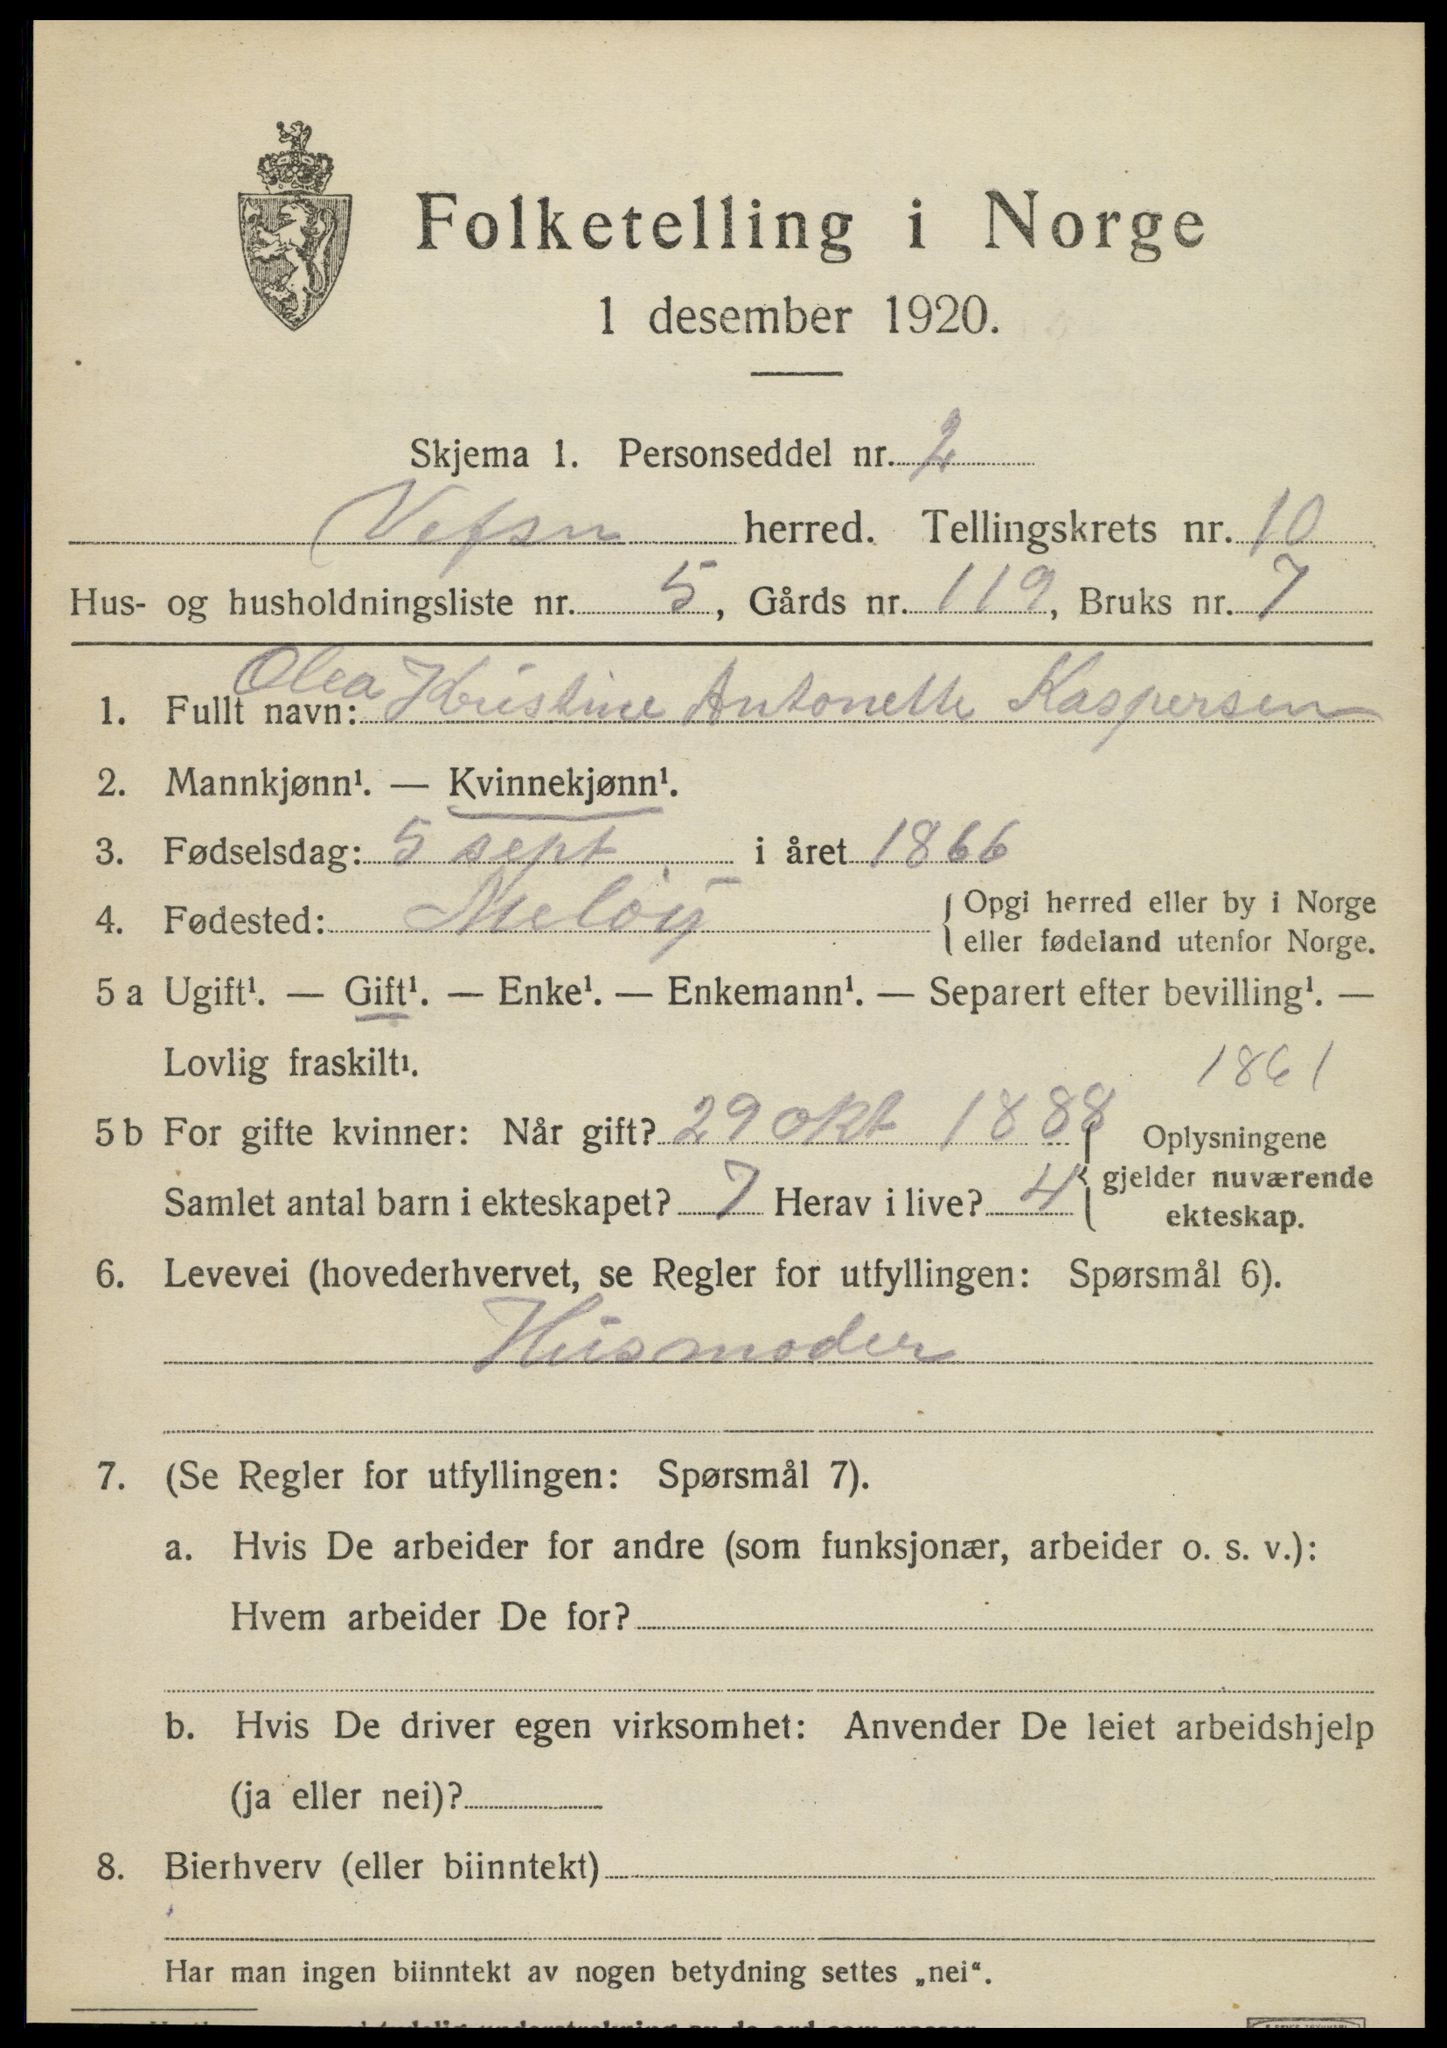 Folketelling i Norge
1 desember 1920.
Skjema 1. Personseddel nr. 2
Vefsn herred. Tellingskrets nr. 10
Hus- og husholdningsliste nr. 5, Gårds nr. 119, Bruks nr. 7
1. Fullt navn: Olea Kristine Antonette Kaspersen
2. Mannkjønn¹. — Kvinnekjønn¹.
3. Fødselsdag: 5 sept i året 1866
4. Fødested: Meløy { Opgi herred eller by i Norge
eller fødeland utenfor Norge.
5 a Ugift¹. — Gift¹. — Enke¹. — Enkemann¹. — Separert efter bevilling¹. —
Lovlig fraskilt¹.
1861
5 b For gifte kvinner: Når gift? 29 okt 1888 } Oplysningene
gjelder nuværende
ekteskap.
Samlet antal barn i ekteskapet? 7 Herav i live? 4
6. Levevei (hovederhvervet, se Regler for utfyllingen: Spørsmål 6).
Husmoder
7. (Se Regler for utfyllingen: Spørsmål 7).
a. Hvis De arbeider for andre (som funksjonær, arbeider o. s. v.):
Hvem arbeider De for?
b. Hvis De driver egen virksomhet: Anvender De leiet arbeidshjelp
(ja eller nei)?
8. Bierhverv (eller biinntekt)
Har man ingen biinntekt av nogen betydning settes „nei“.